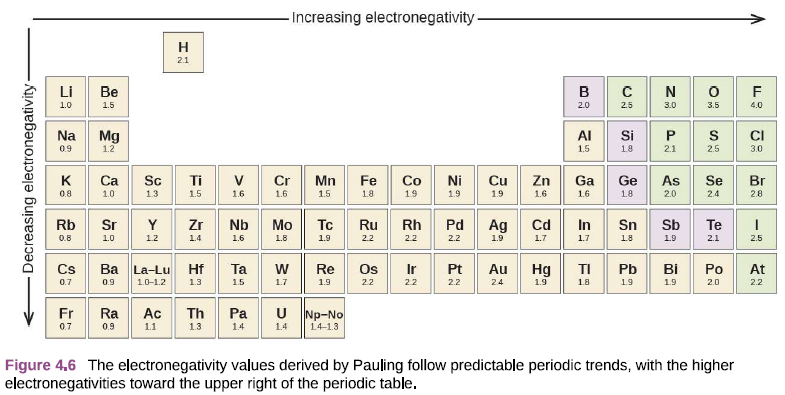 Increasing electronegativity
Decreasing electronegativity
H
2.1
Li Be B C N O F
1.0 1.5 2.0 2.5 3.0 3.5 4.0
Na Mg Al Si P S Cl
0.9 1.2 1.5 1.8 2.1 2.5 3.0
K Ca Sc Ti V Cr Mn Fe Co Ni Cu Zn Ga Ge As Se Br
0.8 1.0 1.3 1.5 1.6 1.6 1.5 1.8 1.9 1.9 1.9 1.6 1.6 1.8 2.0 2.4 2.8
Rb Sr Y Zr Nb Mo Tc Ru Rh Pd Ag Cd In Sn Sb Te I
0.8 1.0 1.2 1.4 1.6 1.8 1.9 2.2 2.2 2.2 1.9 1.7 1.7 1.8 1.9 2.1 2.5
Cs Ba La–Lu Hf Ta W Re Os Ir Pt Au Hg Tl Pb Bi Po At
0.7 0.9 1.0–1.2 1.3 1.5 1.7 1.9 2.2 2.2 2.2 2.4 1.9 1.8 1.9 1.9 2.0 2.2
Fr Ra Ac Th Pa U Np–No
0.7 0.9 1.1 1.3 1.4 1.4 1.4–1.3
Figure 4.6 The electronegativity values derived by Pauling follow predictable periodic trends, with the higher
electronegativities toward the upper right of the periodic table.